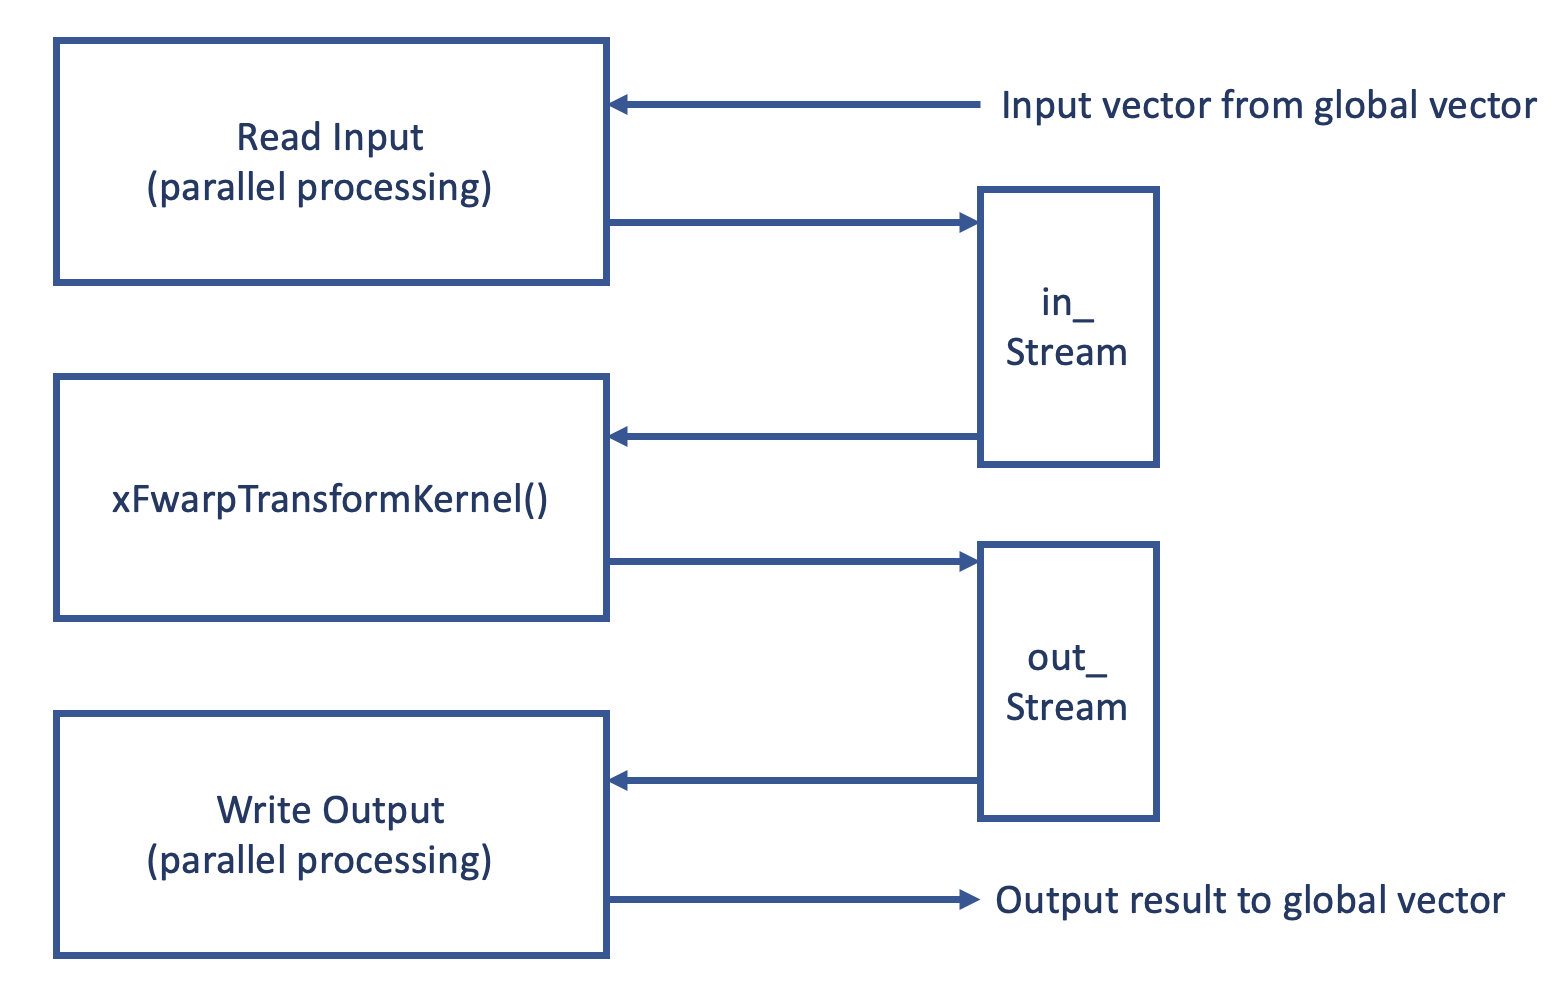 Input vector from global vector
Read Input
(parallel processing)
in_
Stream
xFwarpTransformKernel()
out_
Stream
Write Output
(parallel processing)
Output result to global vector